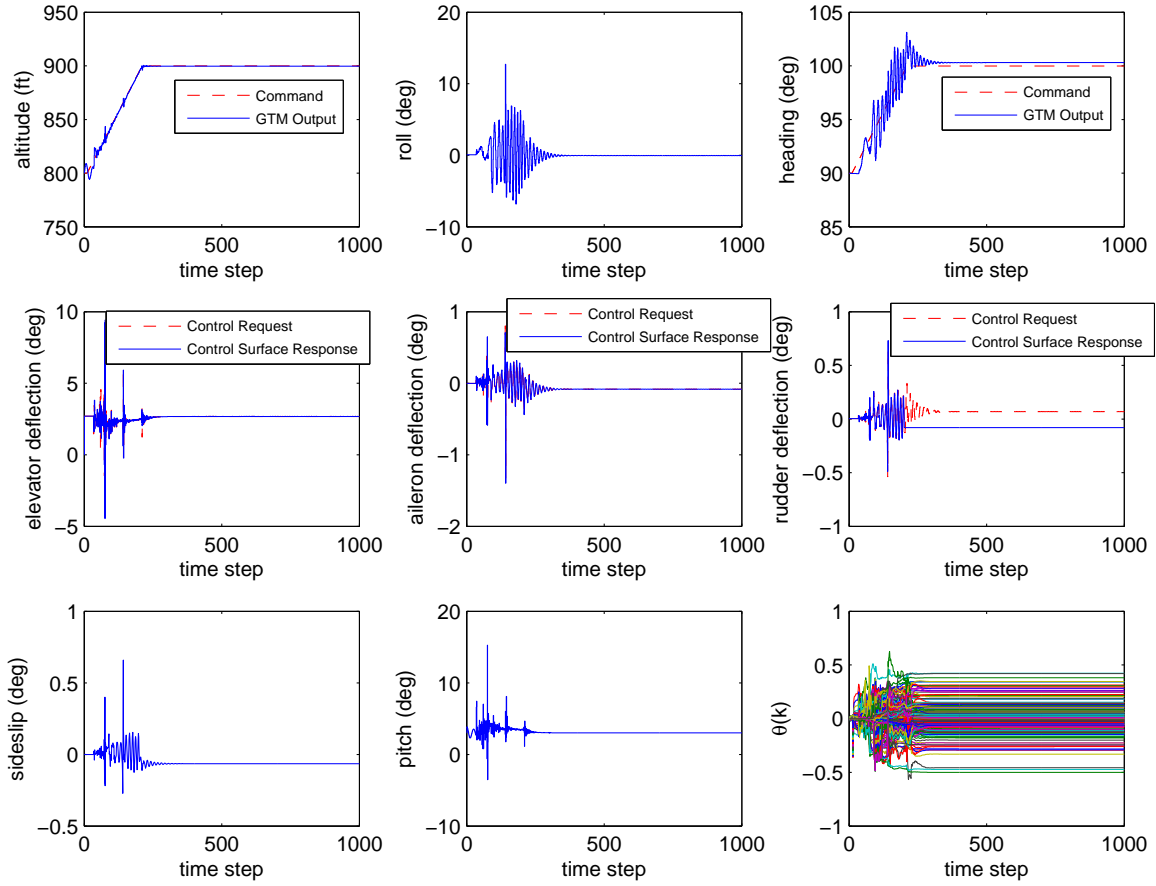 950
900
850
800
750
altitude (ft)
Command
GTM Output
0
500
1000
time step
20
10
0
−10
roll (deg)
0
500
1000
time step
105
100
95
90
85
heading (deg)
Command
GTM Output
0
500
1000
time step
10
5
0
−5
elevator deflection (deg)
Control Request
Control Surface Response
0
500
1000
time step
1
0
−1
−2
aileron deflection (deg)
Control Request
Control Surface Response
0
500
1000
time step
1
0.5
0
−0.5
−1
rudder deflection (deg)
Control Request
Control Surface Response
0
500
1000
time step
1
0.5
0
−0.5
sideslip (deg)
0
500
1000
time step
20
10
0
−10
pitch (deg)
0
500
1000
time step
1
0.5
0
−0.5
−1
θ(k)
0
500
1000
time step